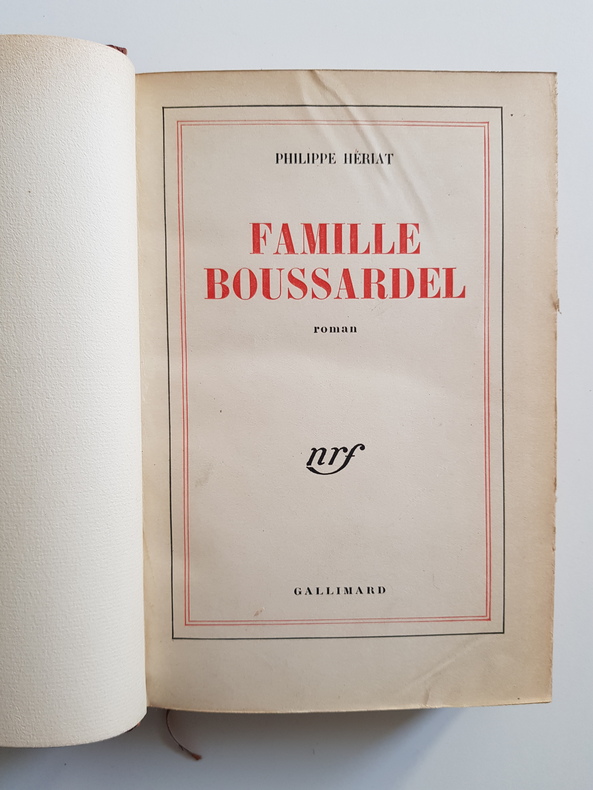 PHILIPPE HÉRIAT
FAMILLE
BOUSSARDEL
roman
nrf
GALLIMARD